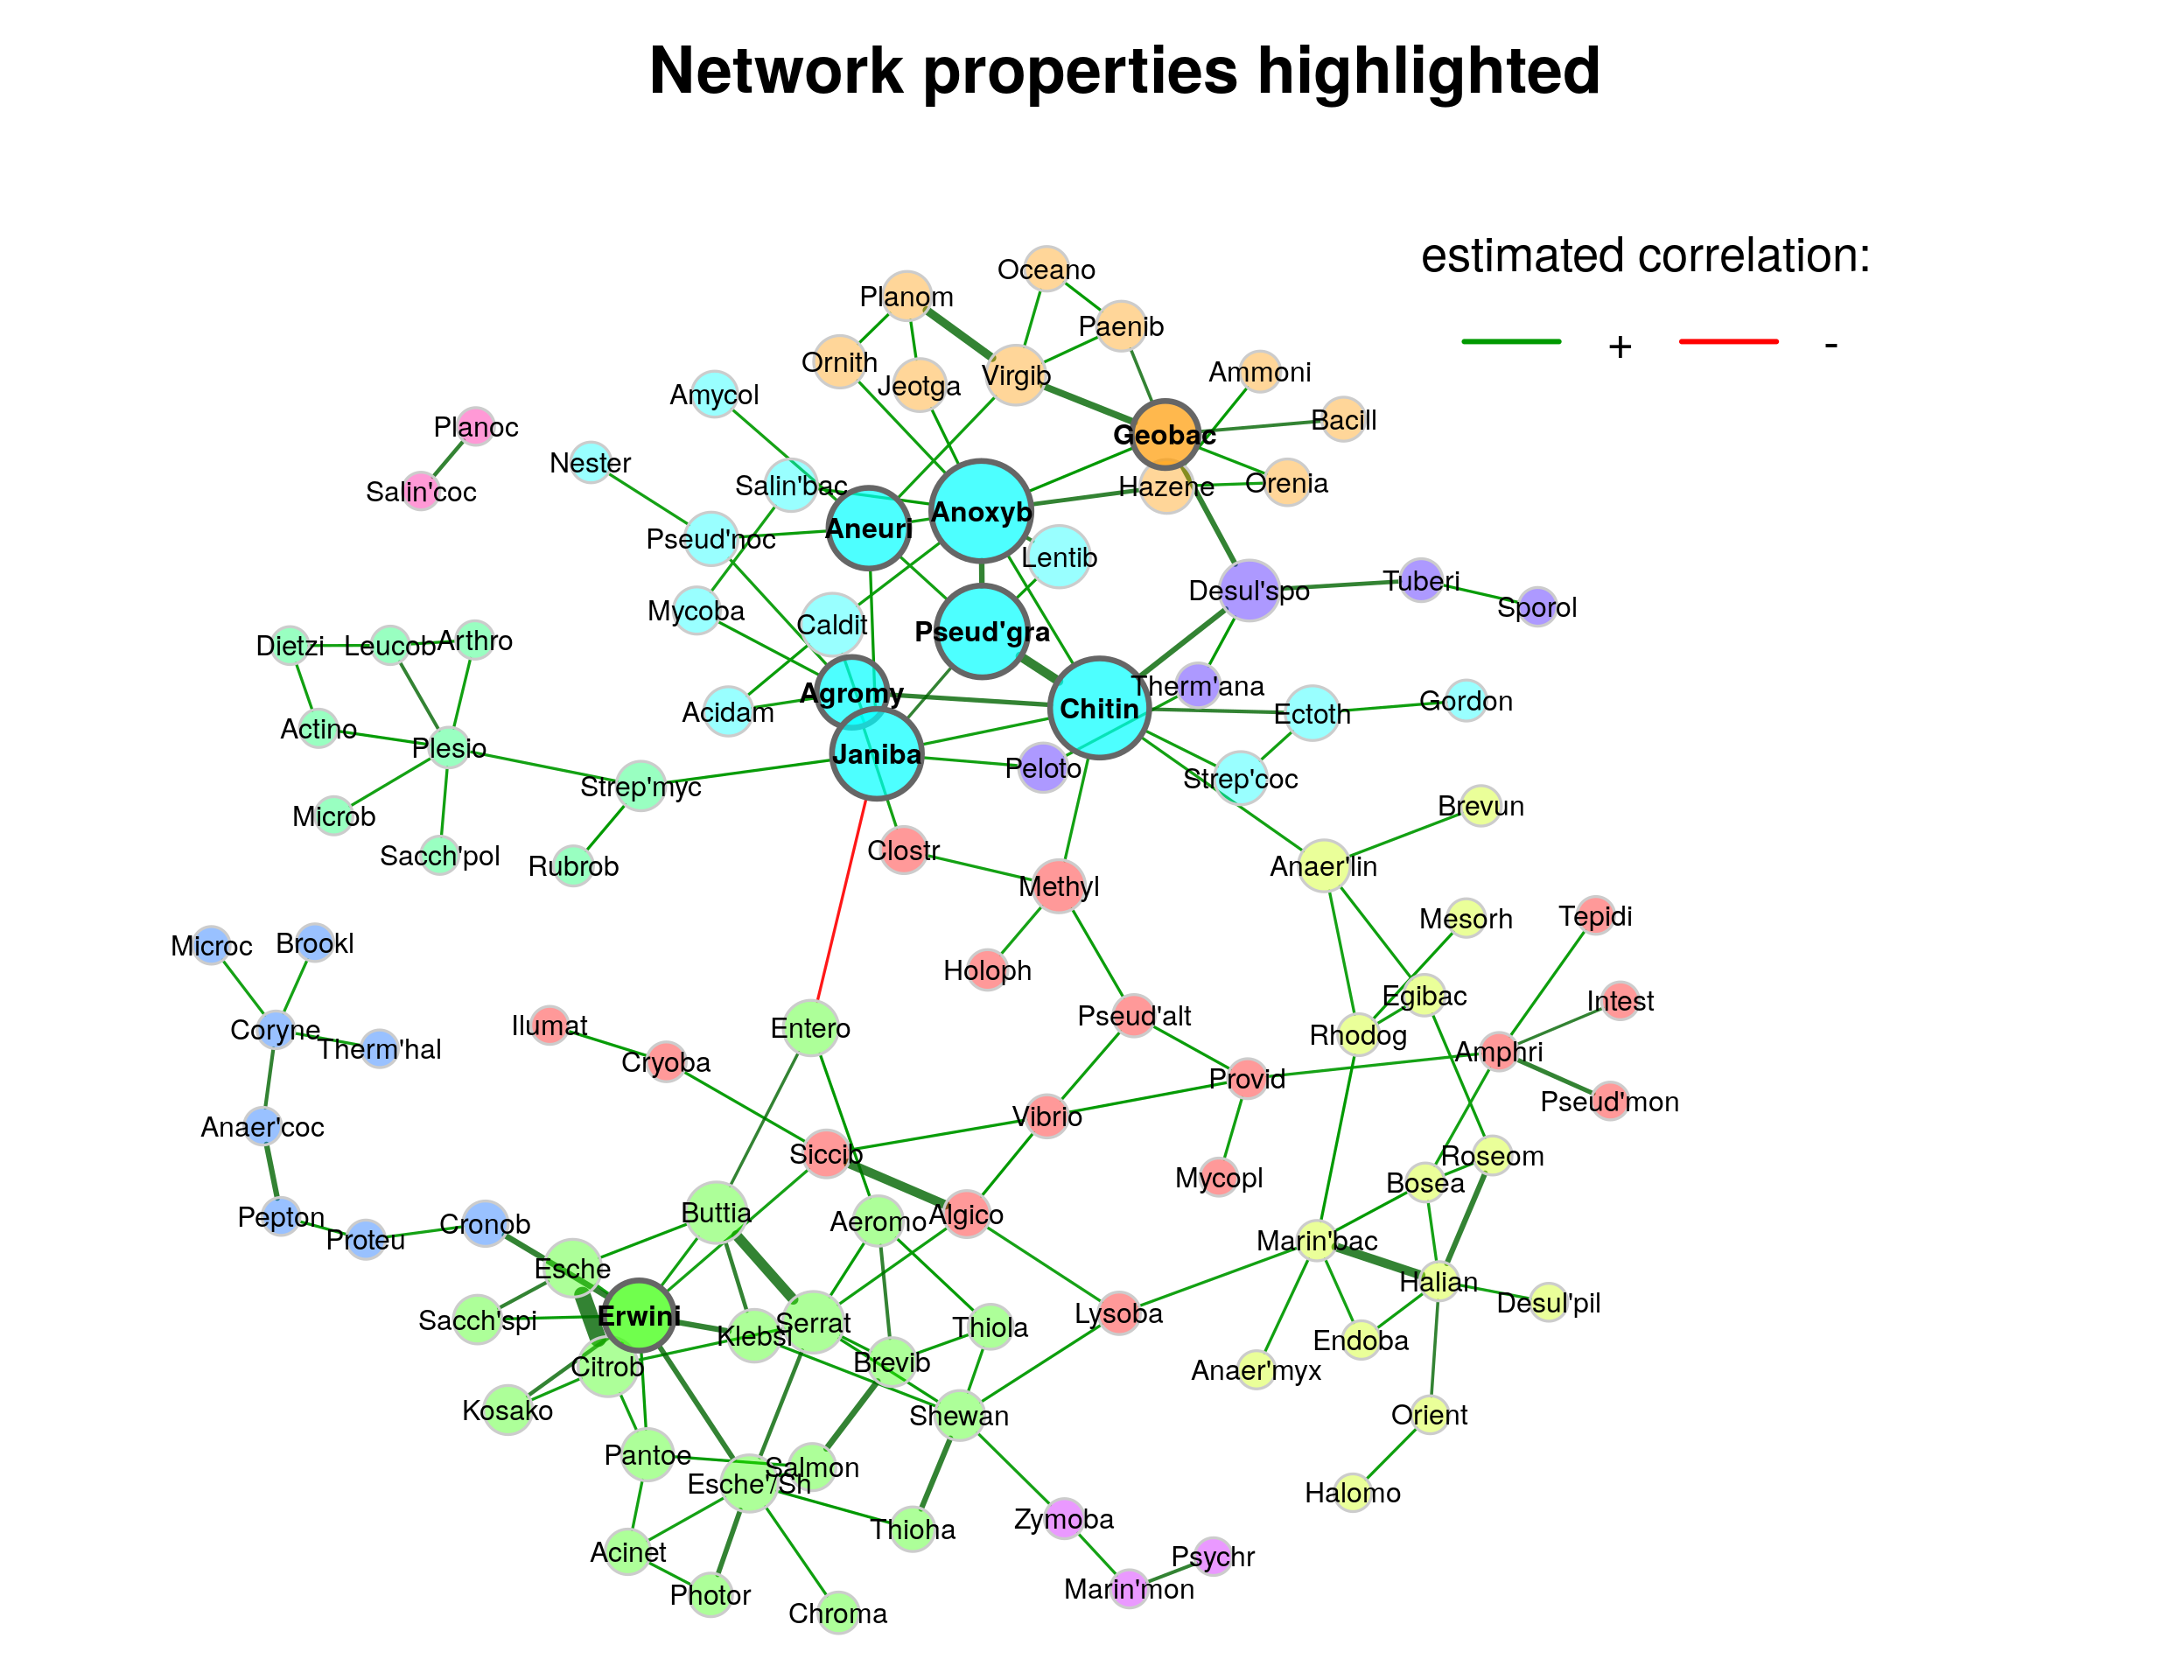 Network properties highlighted
estimated correlation:
+ -
Oceano
Planom
Paenib
Ornith
Jeotga
Virgib
Ammoni
Amycol
Bacill
Planoc
Geobac
Nester
Salin'coc
Salin'bac
Hazene
Orenia
Anoxyb
Aneuri
Pseud'noc
Lentib
Desul'spo
Tuberi
Sporol
Mycoba
Caldit
Pseud'gra
Dietzi
Leucob
Arthro
Agromy
Therm'ana
Acidam
Chitin
Ectoth
Gordon
Actino
Plesio
Janiba
Peloto
Strep'coc
Strep'myc
Brevun
Microb
Sacch'pol
Rubrob
Clostr
Methyl
Anaer'lin
Mesorh
Tepidi
Microc
Brookl
Holoph
Egibac
Intest
Coryne
Therm'hal
Ilumat
Entero
Pseud'alt
Rhodog
Cryoba
Amphri
Provid
Pseud'mon
Anaer'coc
Vibrio
Siccib
Roseom
Mycopl
Bosea
Pepton
Proteu
Cronob
Buttia
Aeromo
Algico
Marin'bac
Esche
Halian
Desul'pil
Sacch'spi
Erwini
Klebsl
Serrat
Thiola
Lysoba
Endoba
Citrob
Brevib
Anaer'myx
Kosako
Shewan
Orient
Pantoe
Salmon
Esche'/Sh
Halomo
Thioha
Zymoba
Acinet
Psychr
Photor
Marin'mon
Chroma